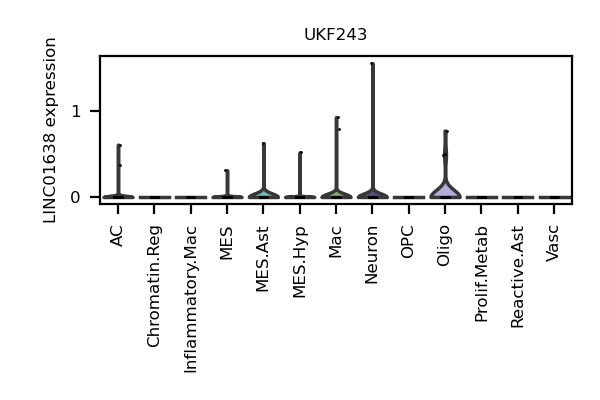 UKF243
LINC01638 expression
1
0
AC
Chromatin.Reg
Inflammatory.Mac
MES
MES.Ast
MES.Hyp
Mac
Neuron
OPC
Oligo
Prolif.Metab
Reactive.Ast
Vasc